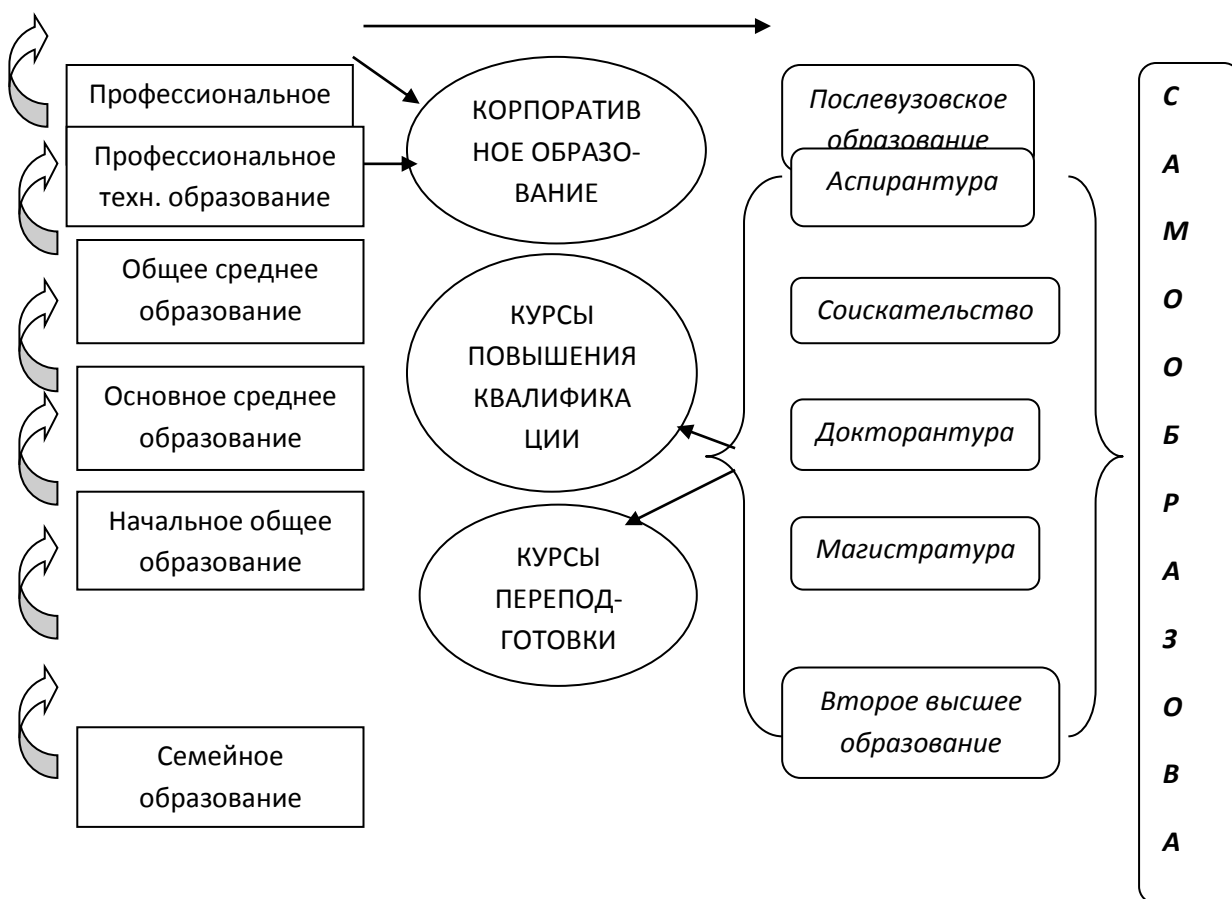 Профессиональное
Профессиональное
техн. образование
Общее среднее
образование
Основное среднее
образование
Начальное общее
образование
Семейное
образование
КОРПОРАТИВ
НОЕ ОБРАЗО-
ВАНИЕ
КУРСЫ
ПОВЫШЕНИЯ
КВАЛИФИКА
ЦИИ
КУРСЫ
ПЕРЕПОД-
ГОТОВКИ
Послевузовское
образование
Аспирантура
Соискательство
Докторантура
Магистратура
Второе высшее
образование
С
А
М
О
О
Б
Р
А
З
О
В
А